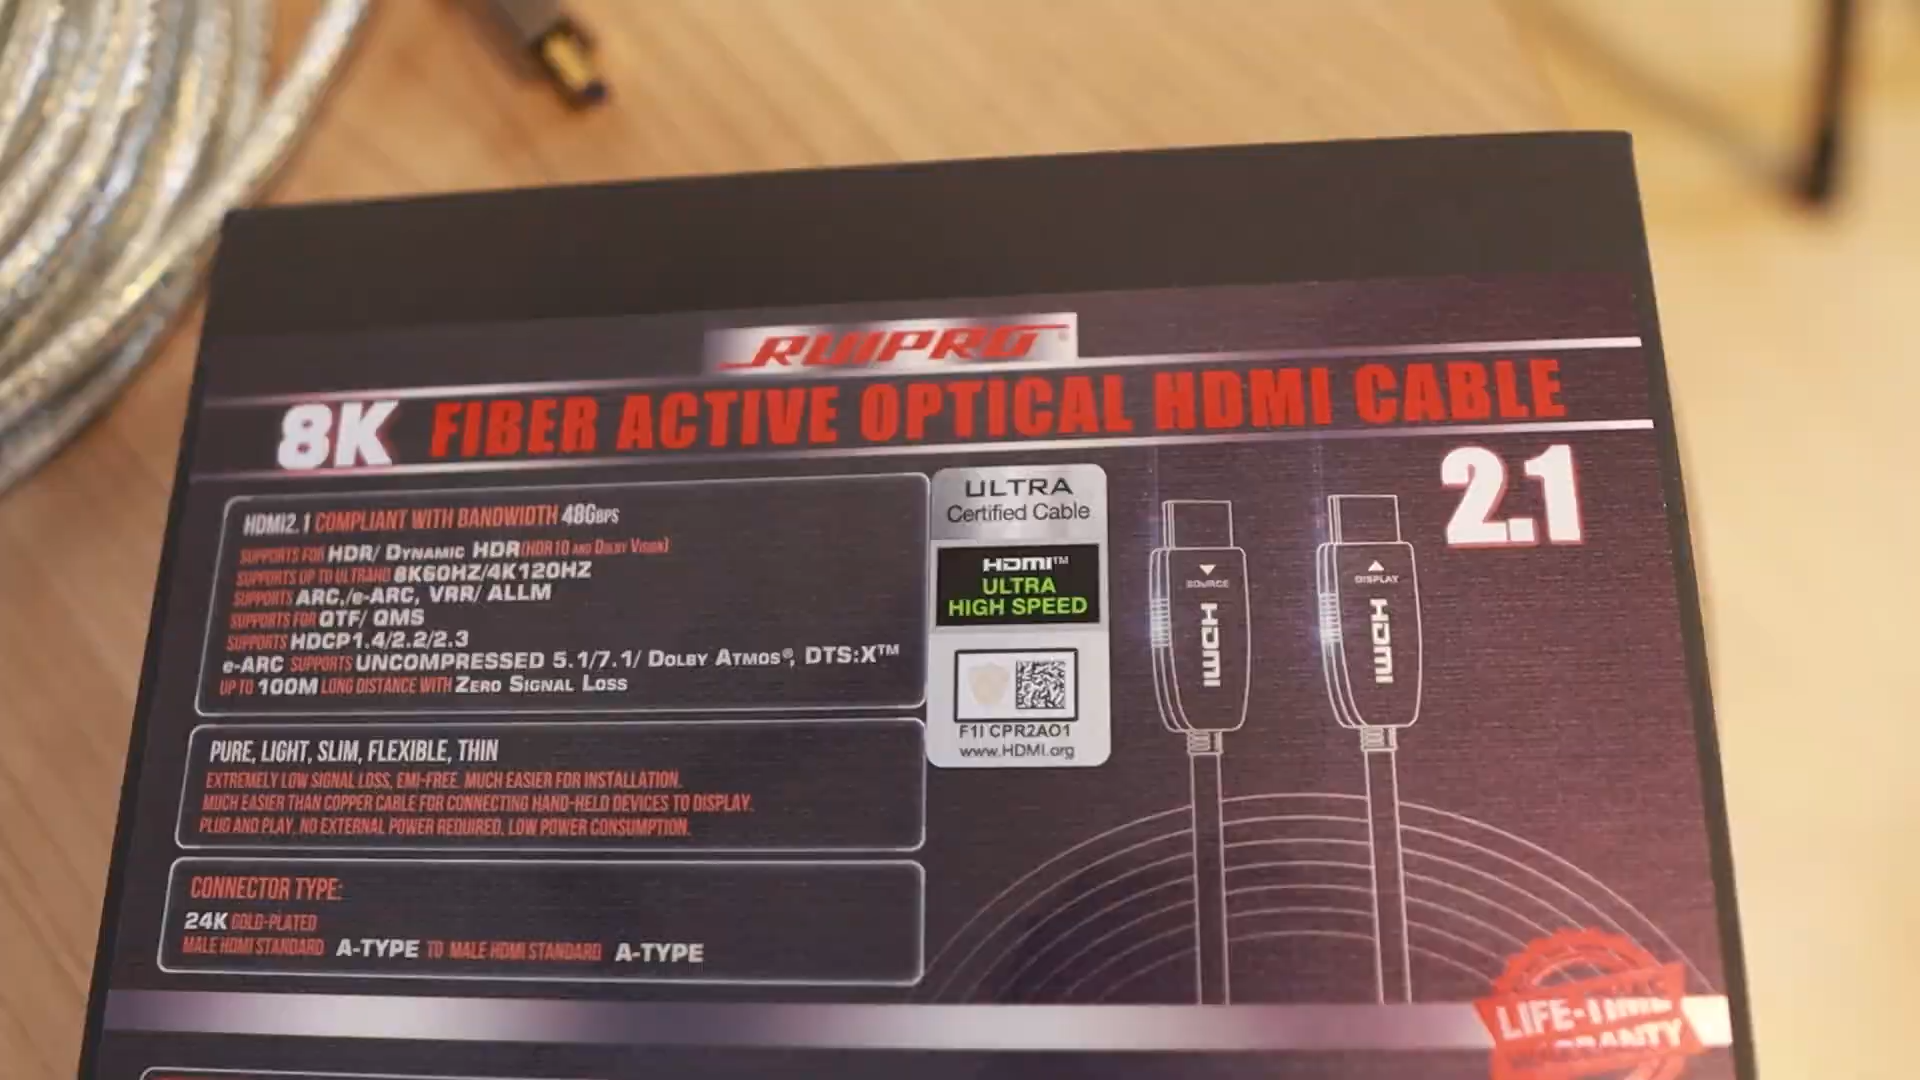 RUIPRO®
8K FIBER ACTIVE OPTICAL HDMI CABLE
2.1
HDMI2.1 COMPLIANT WITH BANDWIDTH 48GBPS
SUPPORTS FOR HDR/ DYNAMIC HDR(HDR10 AND DOLBY VISION)
SUPPORTS UP TO ULTRAHD 8K60HZ/4K120HZ
SUPPORTS ARC,/e-ARC, VRR/ ALLM
SUPPORTS FOR QTF/ QMS
SUPPORTS HDCP1.4/2.2/2.3
e-ARC SUPPORTS UNCOMPRESSED 5.1/7.1/ DOLBY ATMOS®, DTS:X™
UP TO 100M LONG DISTANCE WITH ZERO SIGNAL LOSS
PURE, LIGHT, SLIM, FLEXIBLE, THIN
EXTREMELY LOW SIGNAL LOSS, EMI-FREE. MUCH EASIER FOR INSTALLATION.
MUCH EASIER THAN COPPER CABLE FOR CONNECTING HAND-HELD DEVICES TO DISPLAY.
PLUG AND PLAY. NO EXTERNAL POWER REQUIRED. LOW POWER CONSUMPTION.
CONNECTOR TYPE:
24K GOLD-PLATED
MALE HDMI STANDARD A-TYPE TO MALE HDMI STANDARD A-TYPE
ULTRA
Certified Cable
HDMI™
ULTRA
HIGH SPEED
F1I CPR2AO1
www.HDMI.org
SOURCE
HDMI
DISPLAY
HDMI
LIFE-TIME
WARRANTY